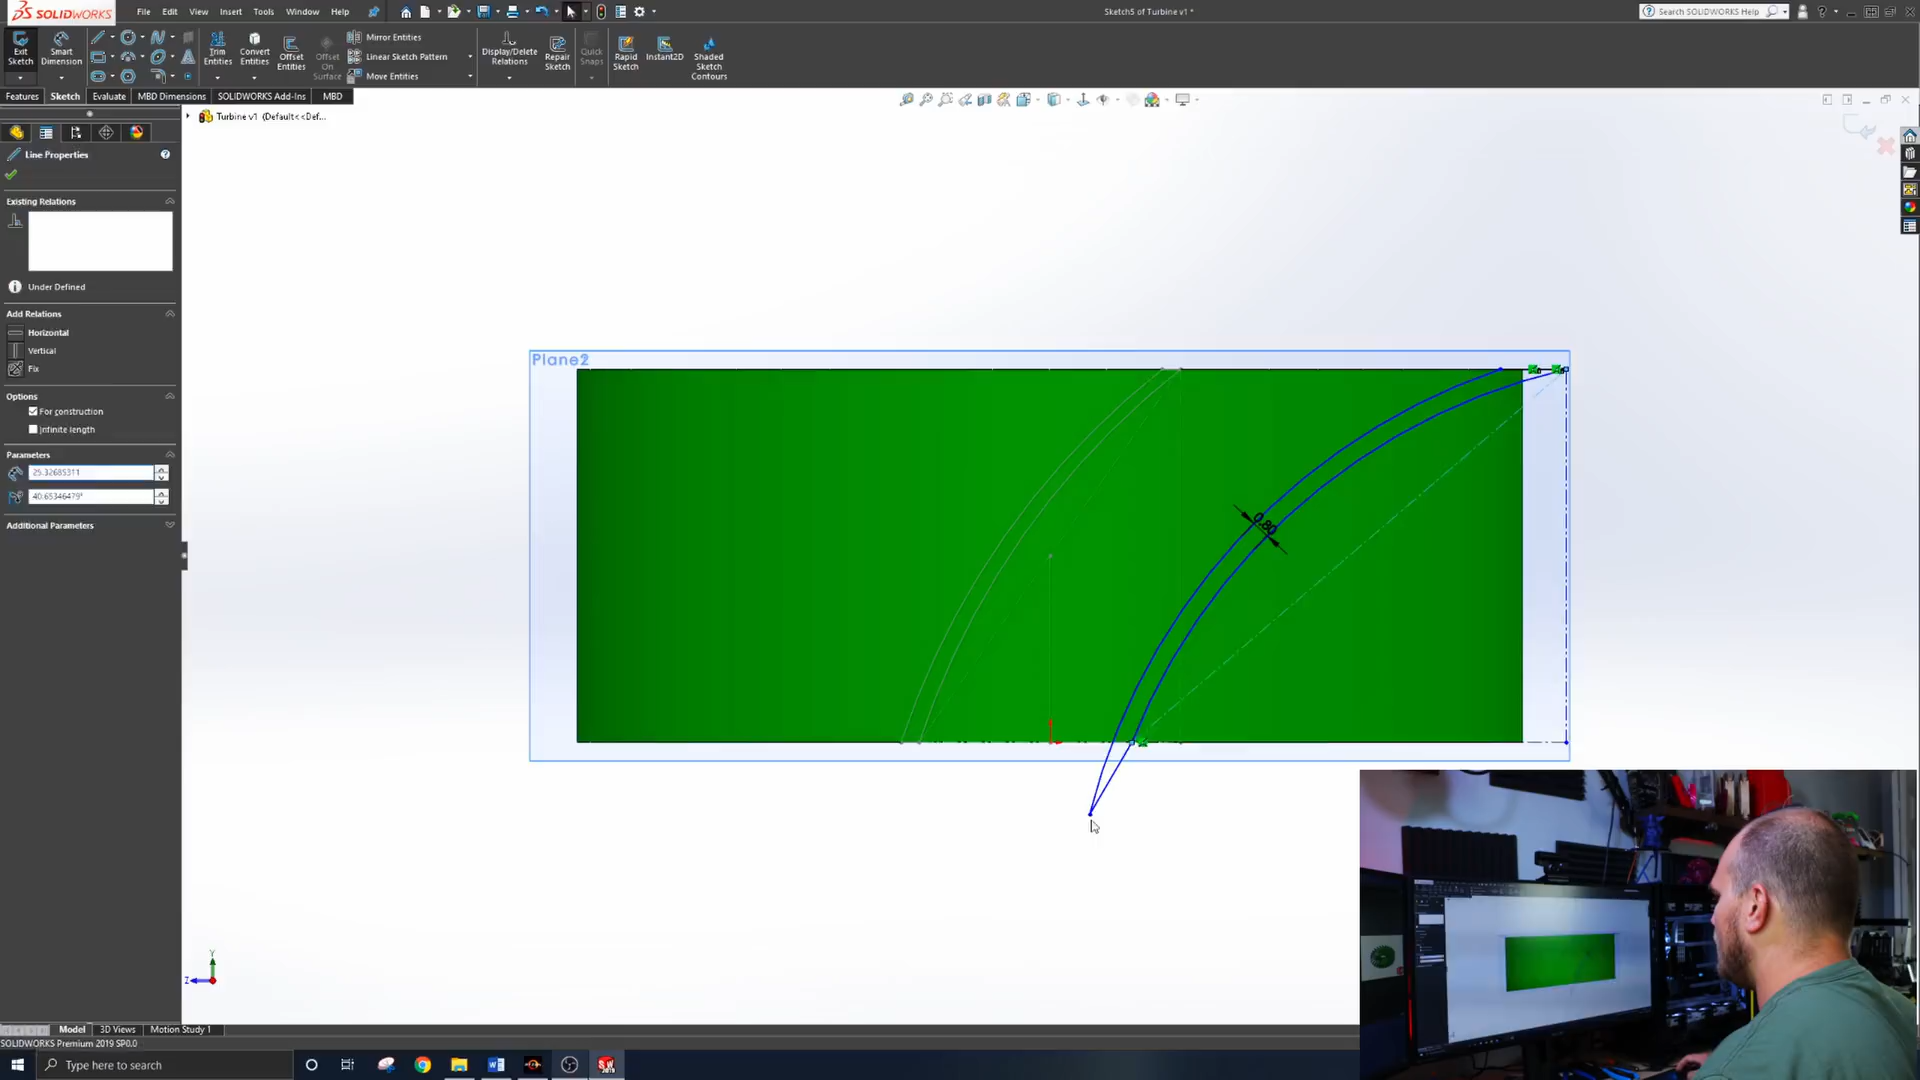 SOLIDWORKS
File
Edit
View
Insert
Tools
Window
Help
Sketch5 of Turbine v1 *
Search SOLIDWORKS Help
Exit Sketch
Smart Dimension
Trim Entities
Convert Entities
Offset Entities
Offset On Surface
Mirror Entities
Linear Sketch Pattern
Move Entities
Display/Delete Relations
Repair Sketch
Quick Snaps
Rapid Sketch
Instant2D
Shaded Sketch Contours
Features
Sketch
Evaluate
MBD Dimensions
SOLIDWORKS Add-Ins
MBD
Turbine v1 (Default<<Def...
Line Properties
Existing Relations
Under Defined
Add Relations
Horizontal
Vertical
Fix
Options
For construction
Infinite length
Parameters
25.32685311
40.65346479°
Additional Parameters
Plane2
0.80
Y
Z
Model
3D Views
Motion Study 1
SOLIDWORKS Premium 2019 SP0.0
Type here to search